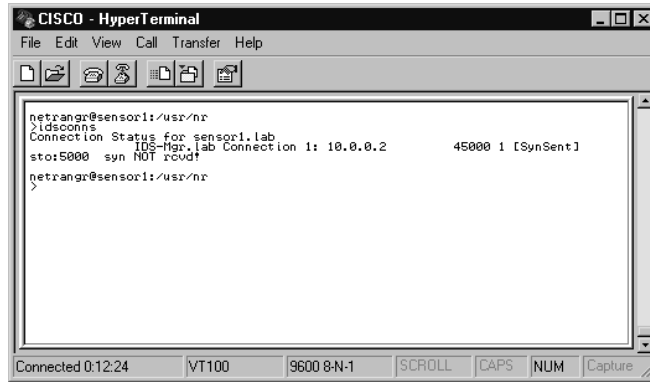 CISCO - HyperTerminal
File Edit View Call Transfer Help
netrangr@sensor1:/usr/nr
>idsconns
Connection Status for sensor1.lab
IDS-Mgr.lab Connection 1: 10.0.0.2 45000 1 [SynSent]
sto:5000 syn NOT rcvd!
netrangr@sensor1:/usr/nr
>
Connected 0:12:24 VT100 9600 8-N-1 SCROLL CAPS NUM Capture